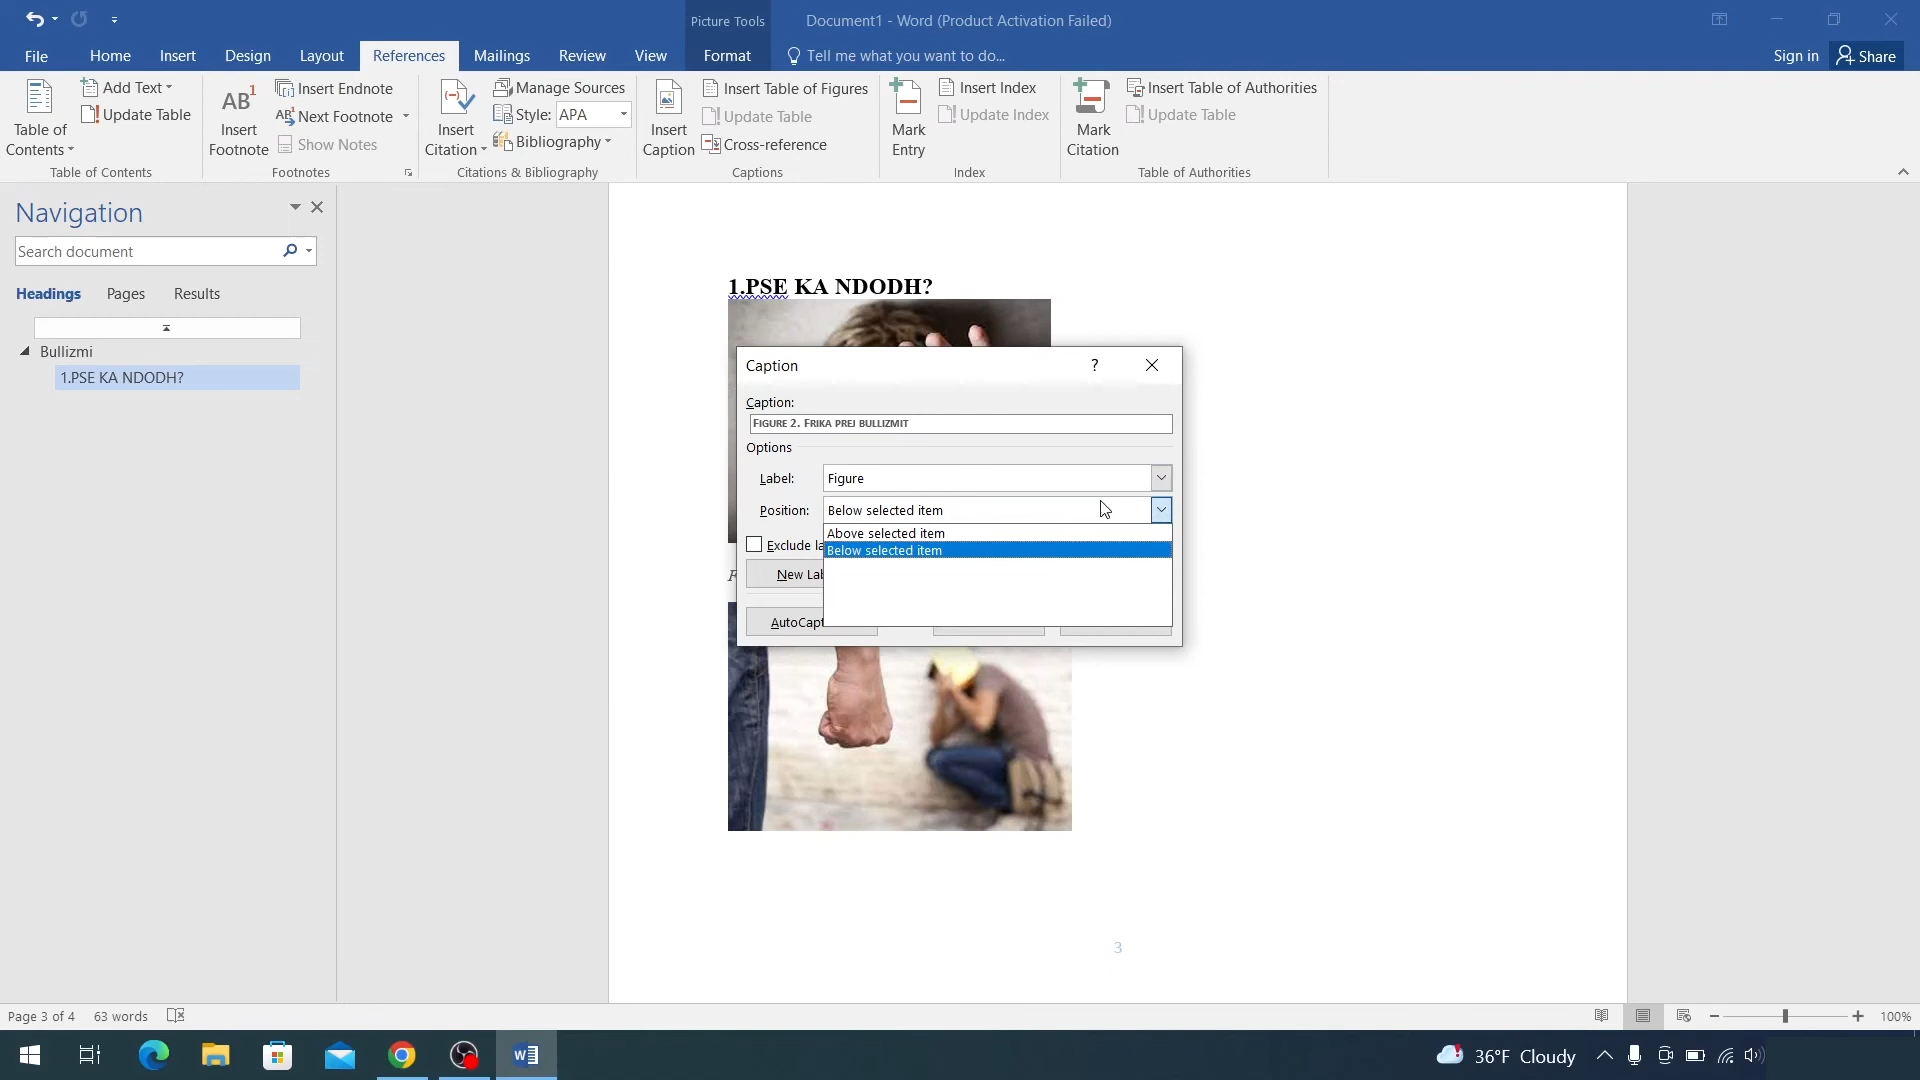 Picture Tools
Document1 - Word (Product Activation Failed)
File Home Insert Design Layout References Mailings Review View Format Tell me what you want to do... Sign in Share
Table of Contents
Add Text
Update Table
Table of Contents
AB1
Insert Footnote
Insert Endnote
Next Footnote
Show Notes
Footnotes
Insert Citation
Manage Sources
Style: APA
Bibliography
Citations & Bibliography
Insert Caption
Insert Table of Figures
Update Table
Cross-reference
Captions
Mark Entry
Insert Index
Update Index
Index
Mark Citation
Insert Table of Authorities
Update Table
Table of Authorities
Navigation
Search document
Headings Pages Results
Bullizmi
1.PSE KA NDODH?
1.PSE KA NDODH?
Caption ?
Caption:
FIGURE 2. FRIKA PREJ BULLIZMIT
Options
Label: Figure
Position: Below selected item
Above selected item
Exclude la
Below selected item
New Lab
AutoCapt
3
Page 3 of 4 63 words 100%
36°F Cloudy